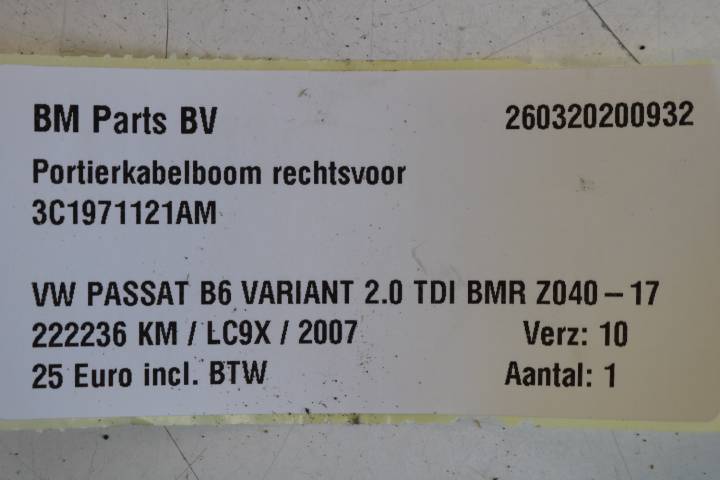 BM Parts BV 260320200932
Portierkabelboom rechtsvoor
3C1971121AM
VW PASSAT B6 VARIANT 2.0 TDI BMR Z040 – 17
222236 KM / LC9X / 2007 Verz: 10
25 Euro incl. BTW Aantal: 1